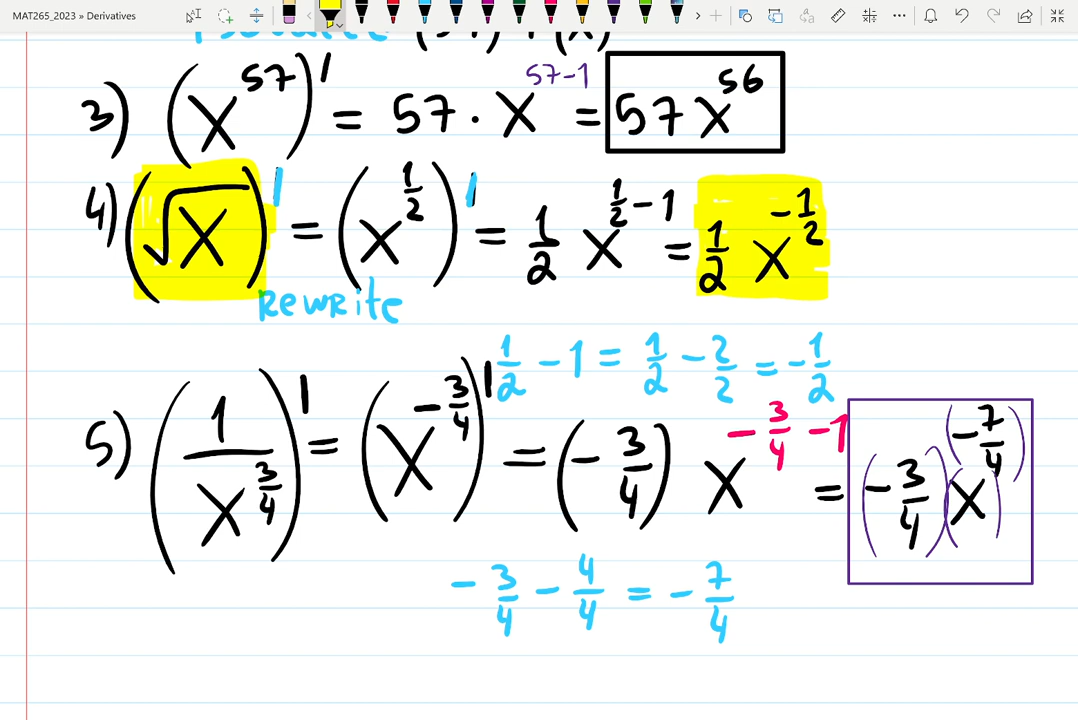 MAT265_2023 » Derivatives
3) (x^57)' = 57 · x^(57-1) = 57x^56
4) (√x)' = (x^(1/2))' = 1/2 x^(1/2 - 1) = 1/2 x^(-1/2)
Rewrite
1/2 - 1 = 1/2 - 2/2 = -1/2
5) (1/x^(3/4))' = (x^(-3/4))' = (-3/4) x^(-3/4 - 1) = (-3/4)(x)^(-7/4)
-3/4 - 4/4 = -7/4